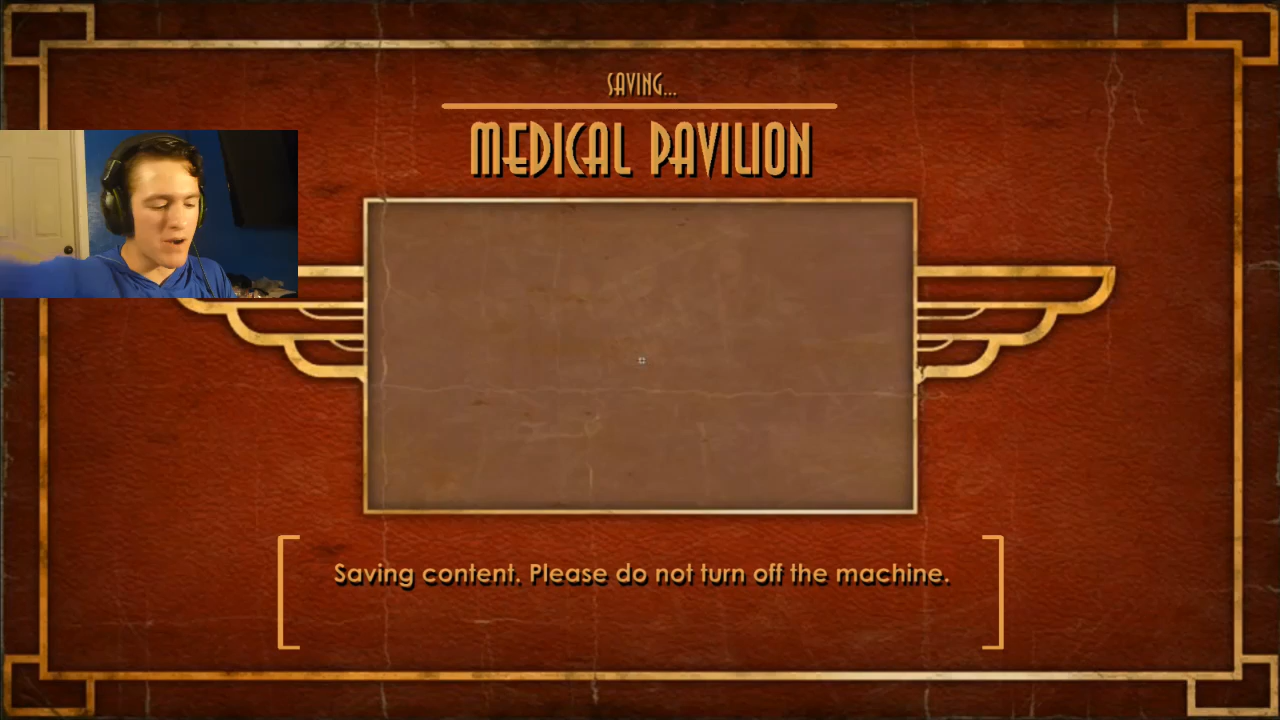 SAVING...
MEDICAL PAVILION
Saving content. Please do not turn off the machine.